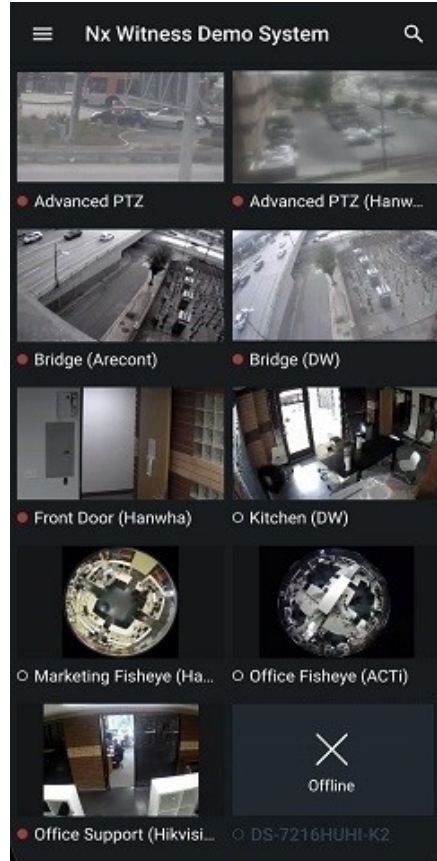 Nx Witness Demo System
Advanced PTZ
Advanced PTZ (Hanw...
Bridge (Arecont)
Bridge (DW)
Front Door (Hanwha)
Kitchen (DW)
Marketing Fisheye (Ha...
Office Fisheye (ACTi)
Offline
Office Support (Hikvisi...
DS-7216HUHI-K2